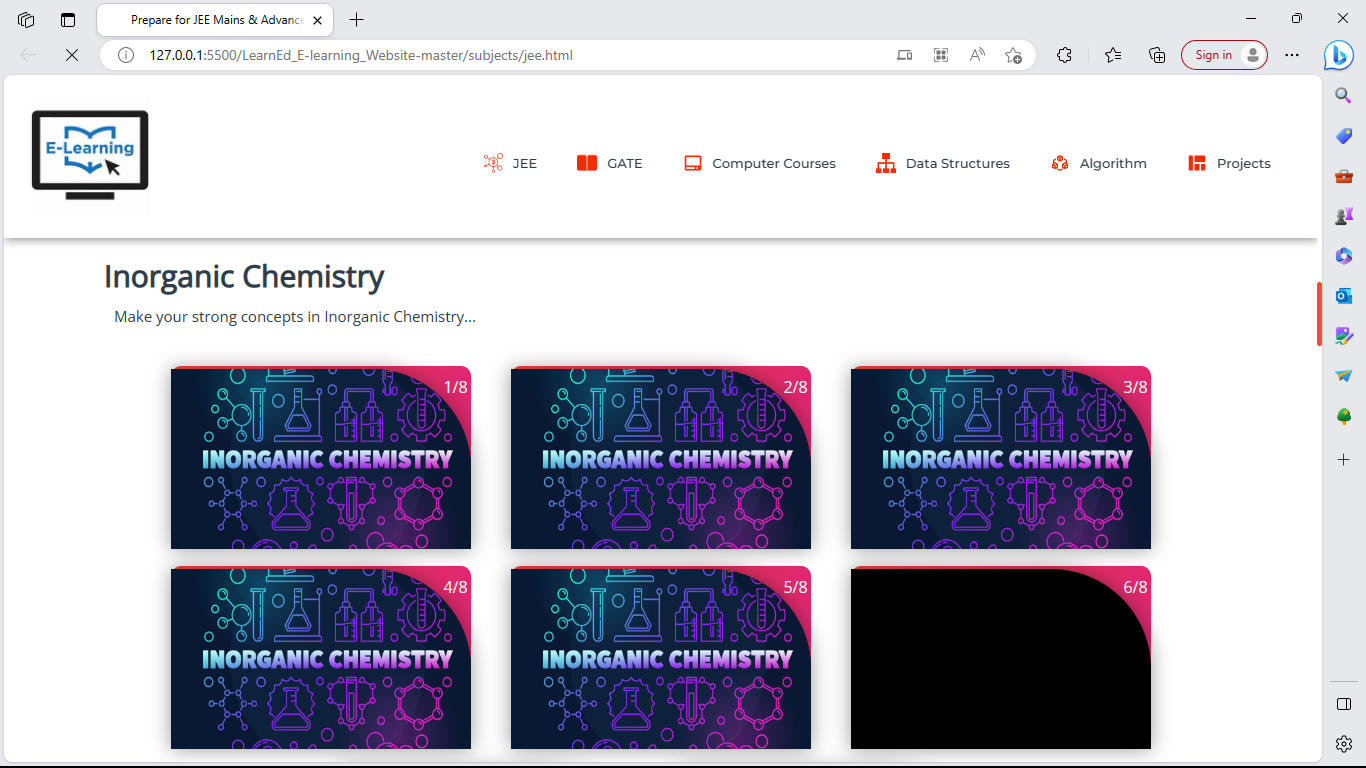 Prepare for JEE Mains & Advance
127.0.0.1:5500/LearnEd_E-learning_Website-master/subjects/jee.html
Sign in
E-Learning
JEE
GATE
Computer Courses
Data Structures
Algorithm
Projects
Inorganic Chemistry
Make your strong concepts in Inorganic Chemistry...
1/8
INORGANIC CHEMISTRY
2/8
INORGANIC CHEMISTRY
3/8
INORGANIC CHEMISTRY
4/8
INORGANIC CHEMISTRY
5/8
INORGANIC CHEMISTRY
6/8